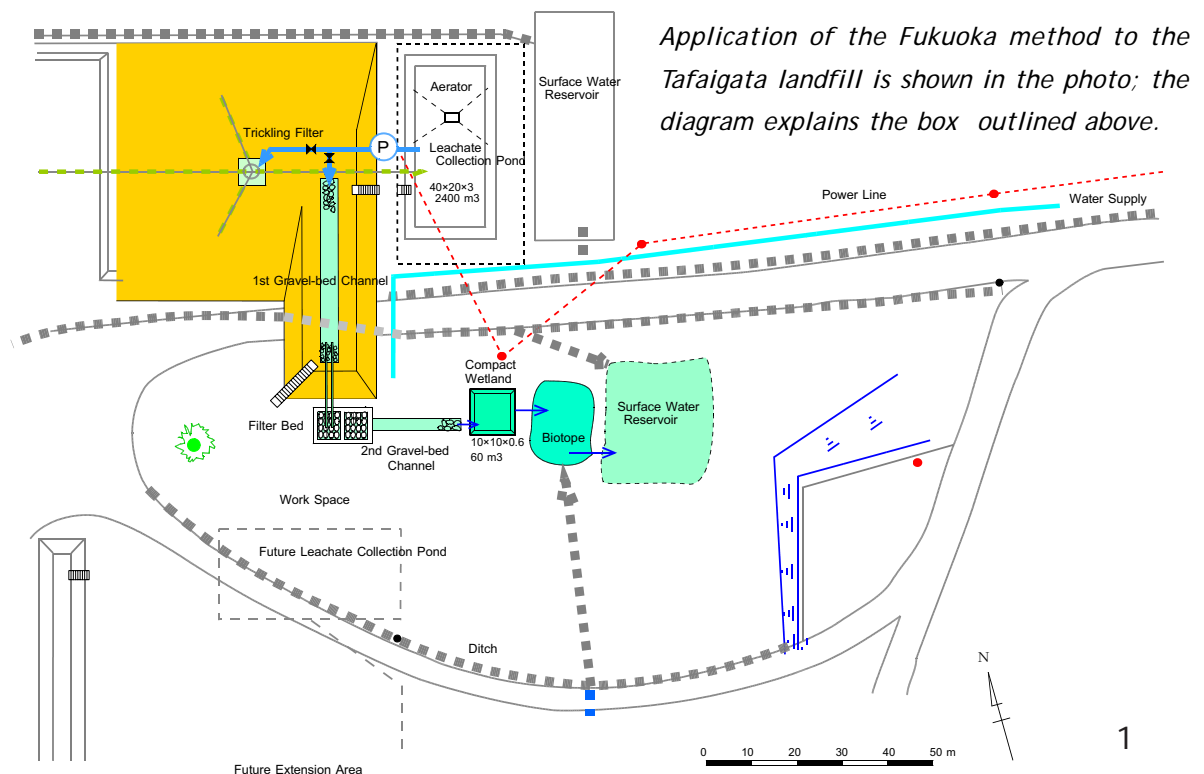 Application of the Fukuoka method to the
Tafaigata landfill is shown in the photo; the
diagram explains the box outlined above.
Aerator
Surface Water
Reservoir
Trickling Filter
P
Leachate
Collection Pond
40×20×3
2400 m3
Power Line
Water Supply
1st Gravel-bed Channel
Compact
Wetland
Surface Water
Reservoir
Filter Bed
Biotope
10×10×0.6
60 m3
2nd Gravel-bed
Channel
Work Space
Future Leachate Collection Pond
Ditch
N
0 10 20 30 40 50 m
1
Future Extension Area